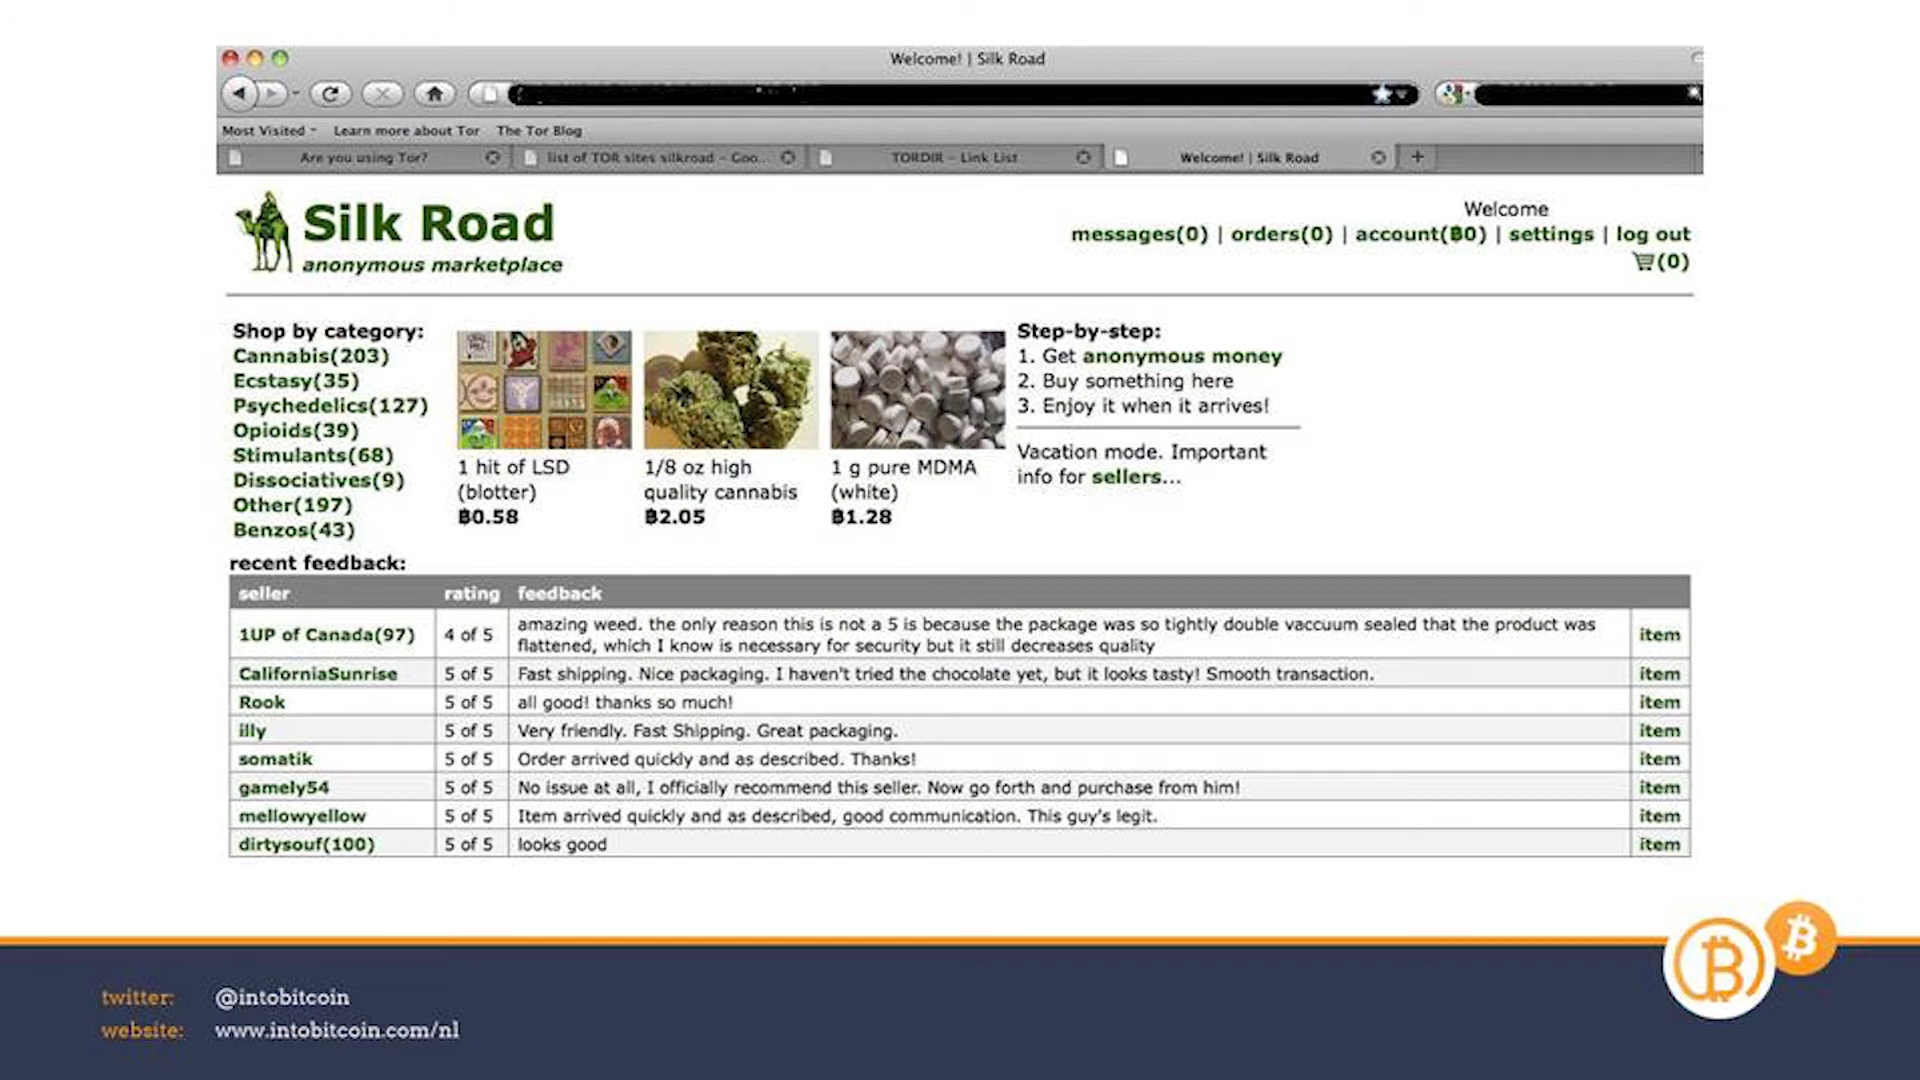 Welcome! | Silk Road
Most Visited Learn more about Tor The Tor Blog
Are you using Tor? list of TOR sites silkroad – Goo... TORDIR – Link List Welcome! | Silk Road +
Silk Road
anonymous marketplace
Welcome
messages(0) | orders(0) | account(฿0) | settings | log out
(0)
Shop by category:
Cannabis(203)
Ecstasy(35)
Psychedelics(127)
Opioids(39)
Stimulants(68)
Dissociatives(9)
Other(197)
Benzos(43)
1 hit of LSD
(blotter)
฿0.58
1/8 oz high
quality cannabis
฿2.05
1 g pure MDMA
(white)
฿1.28
Step-by-step:
1. Get anonymous money
2. Buy something here
3. Enjoy it when it arrives!
Vacation mode. Important
info for sellers...
recent feedback:
seller rating feedback
1UP of Canada(97) 4 of 5 amazing weed. the only reason this is not a 5 is because the package was so tightly double vaccuum sealed that the product was
flattened, which I know is necessary for security but it still decreases quality item
CaliforniaSunrise 5 of 5 Fast shipping. Nice packaging. I haven't tried the chocolate yet, but it looks tasty! Smooth transaction. item
Rook 5 of 5 all good! thanks so much! item
illy 5 of 5 Very friendly. Fast Shipping. Great packaging. item
somatik 5 of 5 Order arrived quickly and as described. Thanks! item
gamely54 5 of 5 No issue at all, I officially recommend this seller. Now go forth and purchase from him! item
mellowyellow 5 of 5 Item arrived quickly and as described, good communication. This guy's legit. item
dirtysouf(100) 5 of 5 looks good item
twitter: @intobitcoin
website: www.intobitcoin.com/nl